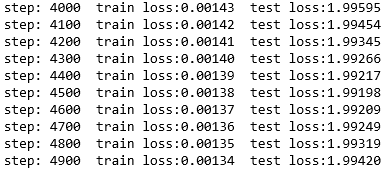 step: 4000  train loss:0.00143  test loss:1.99595
step: 4100  train loss:0.00142  test loss:1.99454
step: 4200  train loss:0.00141  test loss:1.99345
step: 4300  train loss:0.00140  test loss:1.99266
step: 4400  train loss:0.00139  test loss:1.99217
step: 4500  train loss:0.00138  test loss:1.99198
step: 4600  train loss:0.00137  test loss:1.99209
step: 4700  train loss:0.00136  test loss:1.99249
step: 4800  train loss:0.00135  test loss:1.99319
step: 4900  train loss:0.00134  test loss:1.99420